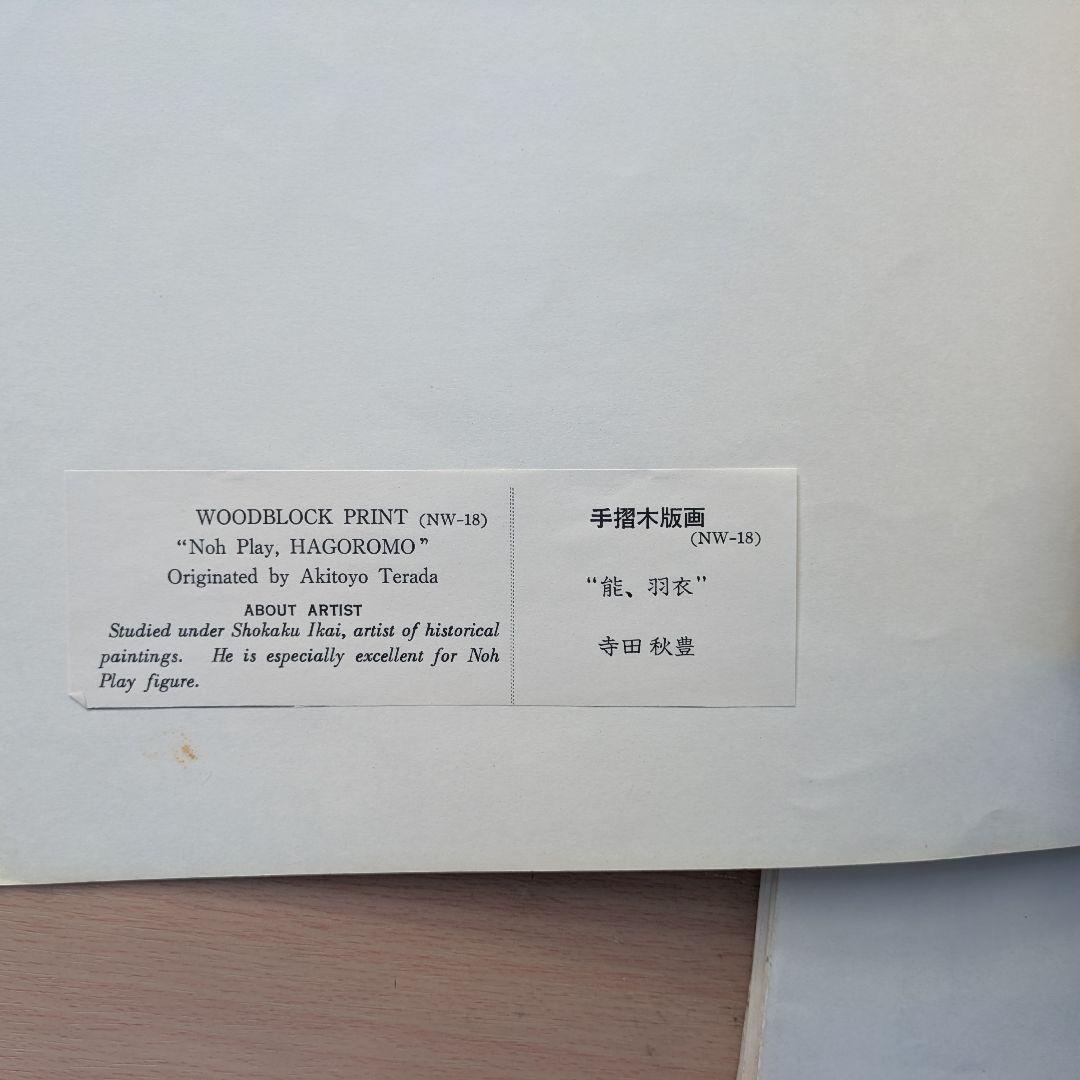 WOODBLOCK PRINT (NW-18)
“Noh Play, HAGOROMO”
Originated by Akitoyo Terada
ABOUT ARTIST
Studied under Shokaku Ikai, artist of historical
paintings. He is especially excellent for Noh
Play figure.
手摺木版画
(NW-18)
“能、羽衣”
寺田秋豊